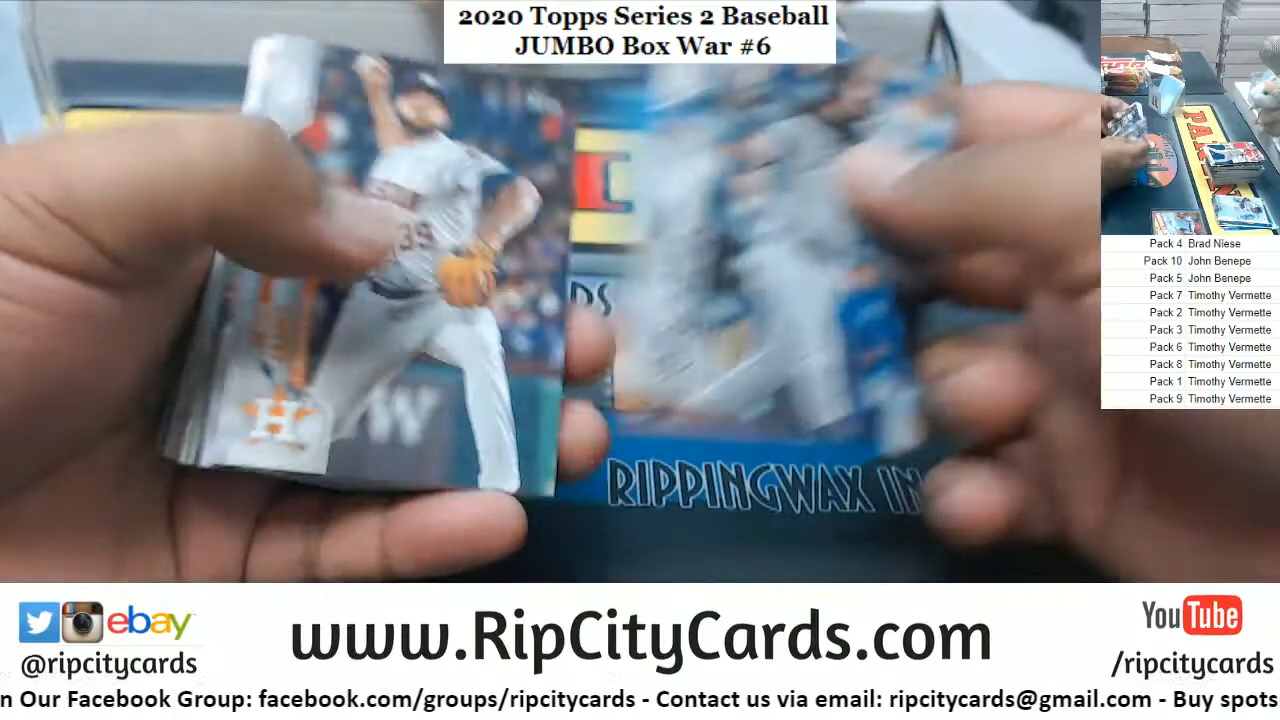 2020 Topps Series 2 Baseball
JUMBO Box War #6
39
H
W
RIPPINGWAX IN
PANIN
Pack 4 Brad Niese
Pack 10 John Benepe
Pack 5 John Benepe
Pack 7 Timothy Vermette
Pack 2 Timothy Vermette
Pack 3 Timothy Vermette
Pack 6 Timothy Vermette
Pack 8 Timothy Vermette
Pack 1 Timothy Vermette
Pack 9 Timothy Vermette
ebay
@ripcitycards
www.RipCityCards.com
YouTube
/ripcitycards
n Our Facebook Group: facebook.com/groups/ripcitycards - Contact us via email: ripcitycards@gmail.com - Buy spots